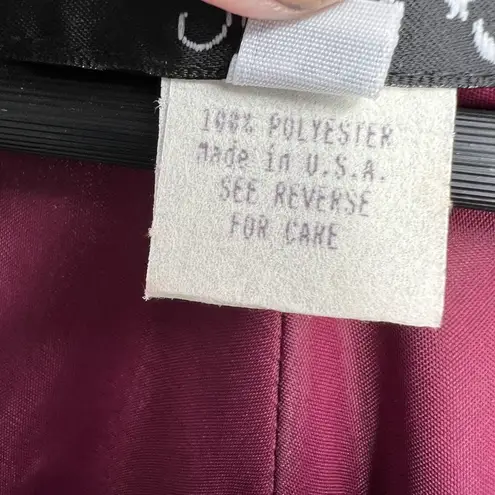 100% POLYESTER
Made in U.S.A.
SEE REVERSE
FOR CARE